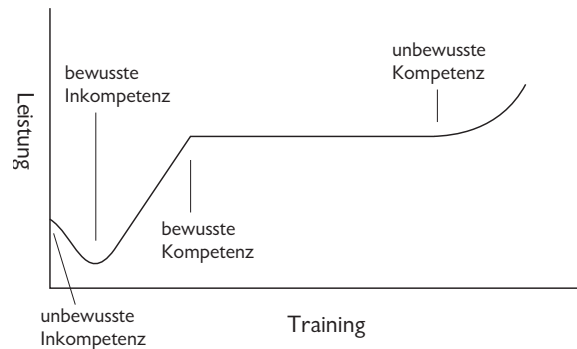 unbewusste
Kompetenz
bewusste
Inkompetenz
Leistung
bewusste
Kompetenz
unbewusste
Inkompetenz
Training